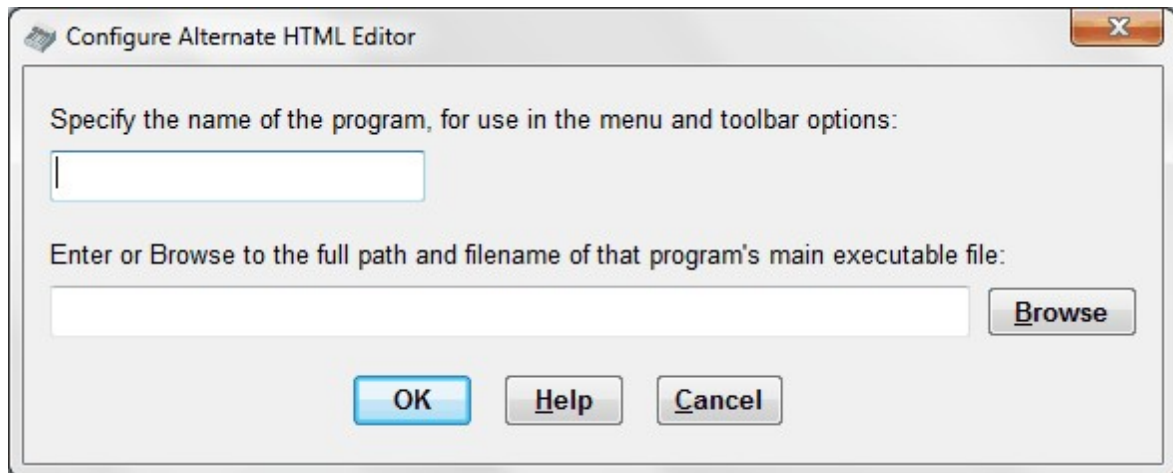 Configure Alternate HTML Editor
Specify the name of the program, for use in the menu and toolbar options:
Enter or Browse to the full path and filename of that program's main executable file:
Browse
OK Help Cancel